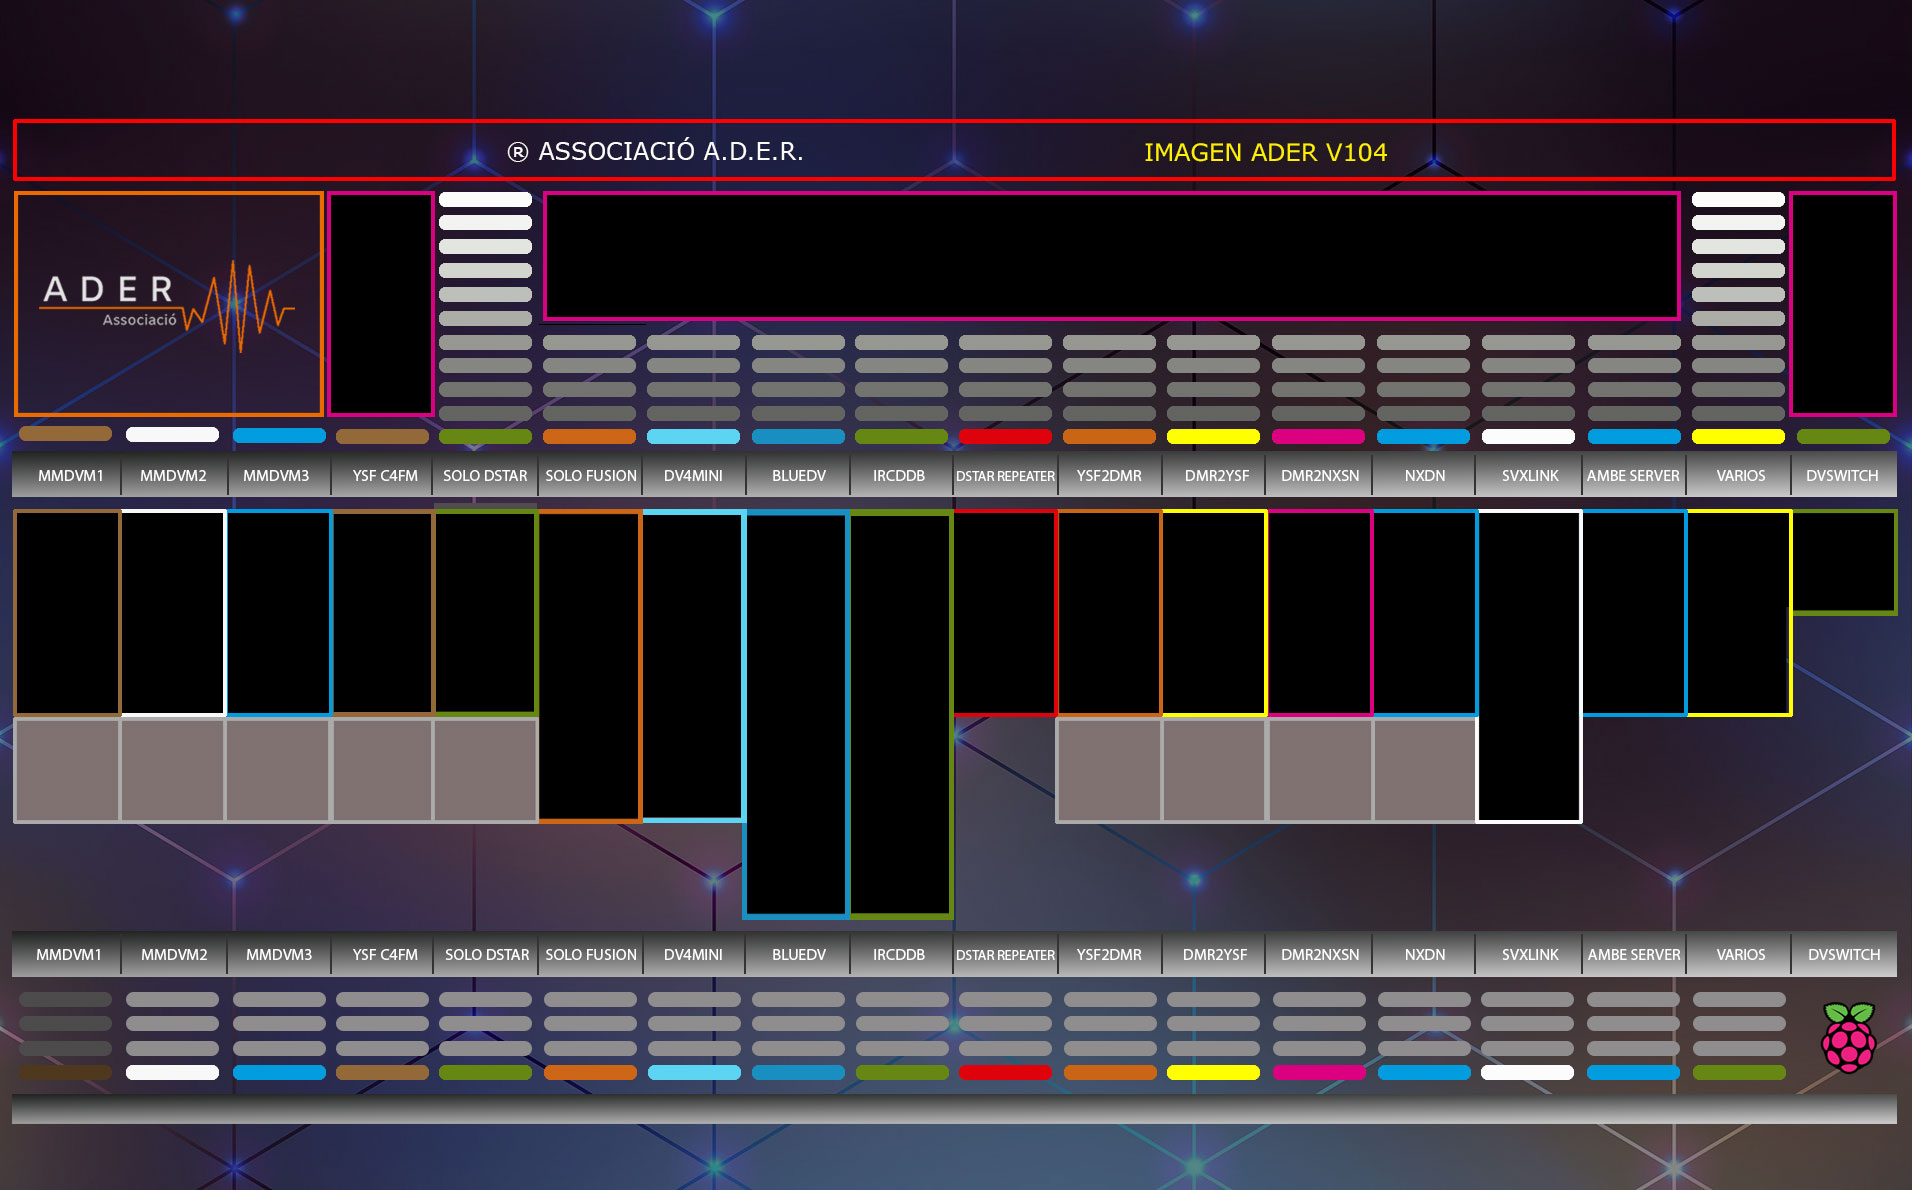 ® ASSOCIACIÓ A.D.E.R. IMAGEN ADER V104
ADER
Associació
MMDVM1 MMDVM2 MMDVM3 YSF C4FM SOLO DSTAR SOLO FUSION DV4MINI BLUEDV IRCDDB DSTAR REPEATER YSF2DMR DMR2YSF DMR2NXSN NXDN SVXLINK AMBE SERVER VARIOS DVSWITCH
MMDVM1 MMDVM2 MMDVM3 YSF C4FM SOLO DSTAR SOLO FUSION DV4MINI BLUEDV IRCDDB DSTAR REPEATER YSF2DMR DMR2YSF DMR2NXSN NXDN SVXLINK AMBE SERVER VARIOS DVSWITCH